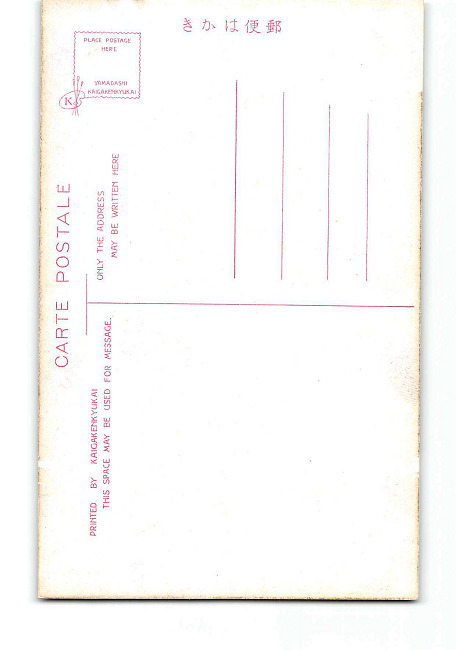 きかは便郵
PLACE POSTAGE
HERE
YAMADASHI
KAIGAKENKYUKAI
K
CARTE POSTALE
ONLY THE ADDRESS
MAY BE WRITTEN HERE
PRINTED BY KAIGAKENKYUKAI
THIS SPACE MAY BE USED FOR MESSAGE.